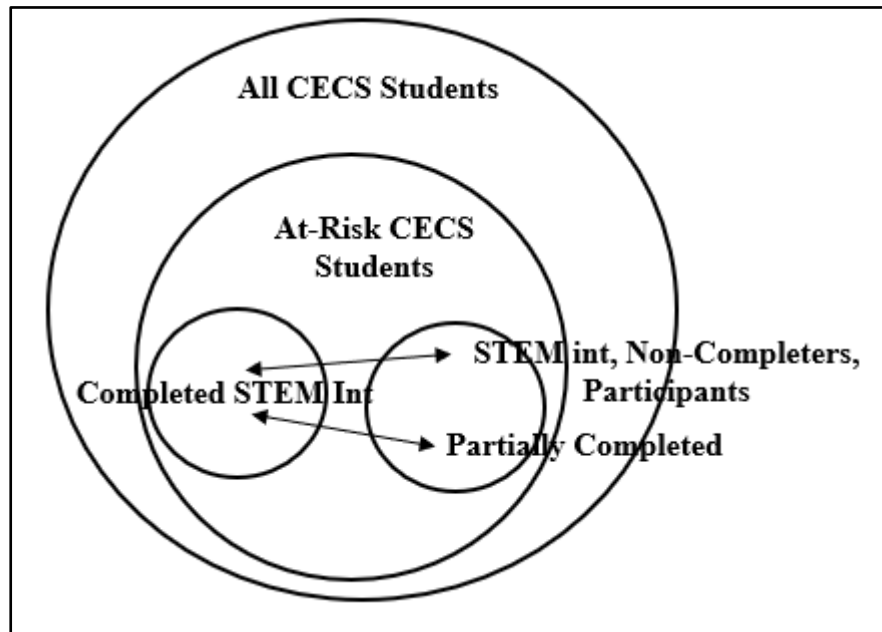 All CECS Students
At-Risk CECS
Students
STEM int, Non-Completers,
Participants
Completed STEM Int
Partially Completed